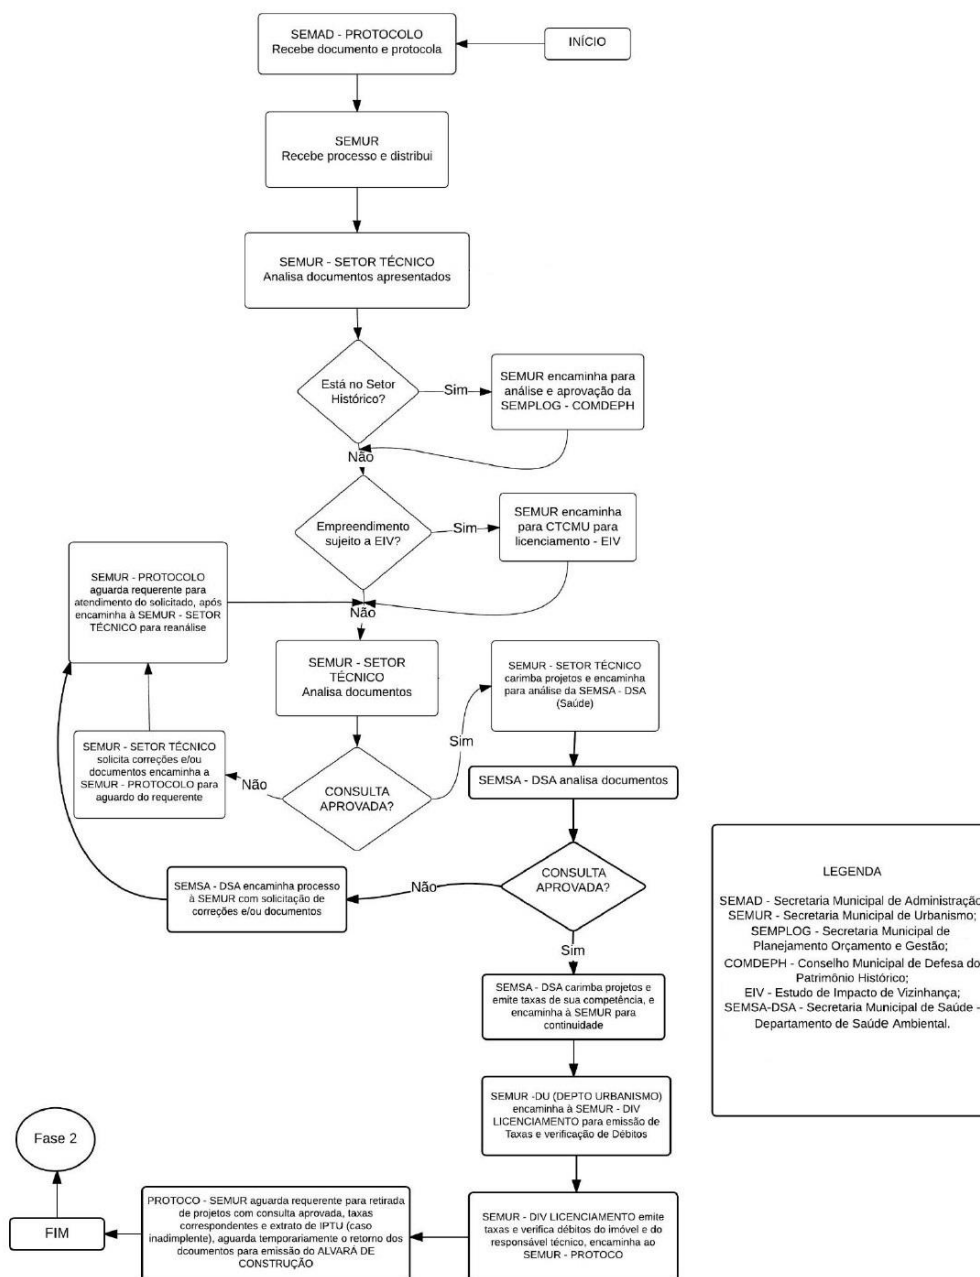 SEMAD - PROTOCOLO
Recebe documento e protocola
INÍCIO
SEMUR
Recebe processo e distribui
SEMUR - SETOR TÉCNICO
Analisa documentos apresentados
Está no Setor
Histórico?
Sim
SEMUR encaminha para
análise e aprovação da
SEMPLOG - COMDEPH
Não
Empreendimento
sujeito a EIV?
Sim
SEMUR encaminha
para CTCMU para
licenciamento - EIV
Não
SEMUR - PROTOCOLO
aguarda requerente para
atendimento do solicitado, após
encaminha à SEMUR - SETOR
TÉCNICO para reanálise
SEMUR - SETOR
TÉCNICO
Analisa documentos
SEMUR - SETOR TÉCNICO
carimba projetos e encaminha
para análise da SEMSA - DSA
(Saúde)
Sim
SEMUR - SETOR TÉCNICO
solicita correções e/ou
documentos encaminha a
SEMUR - PROTOCOLO para
aguardo do requerente
Não
CONSULTA
APROVADA?
SEMSA - DSA analisa documentos
CONSULTA
APROVADA?
Não
SEMSA - DSA encaminha processo
à SEMUR com solicitação de
correções e/ou documentos
Sim
SEMSA - DSA carimba projetos e
emite taxas de sua competência, e
encaminha à SEMUR para
continuidade
SEMUR -DU (DEPTO URBANISMO)
encaminha à SEMUR - DIV
LICENCIAMENTO para emissão de
Taxas e verificação de Débitos
SEMUR - DIV LICENCIAMENTO emite
taxas e verifica débitos do imóvel e do
responsável técnico, encaminha ao
SEMUR - PROTOCO
PROTOCO - SEMUR aguarda requerente para retirada
de projetos com consulta aprovada, taxas
correspondentes e extrato de IPTU (caso
inadimplente), aguarda temporariamente o retorno dos
dcoumentos para emissão do ALVARÁ DE
CONSTRUÇÃO
FIM
Fase 2
LEGENDA
SEMAD - Secretaria Municipal de Administração
SEMUR - Secretaria Municipal de Urbanismo;
SEMPLOG - Secretaria Municipal de
Planejamento Orçamento e Gestão;
COMDEPH - Conselho Municipal de Defesa do
Patrimônio Histórico;
EIV - Estudo de Impacto de Vizinhança;
SEMSA-DSA - Secretaria Municipal de Saúde -
Departamento de Saúde Ambiental.